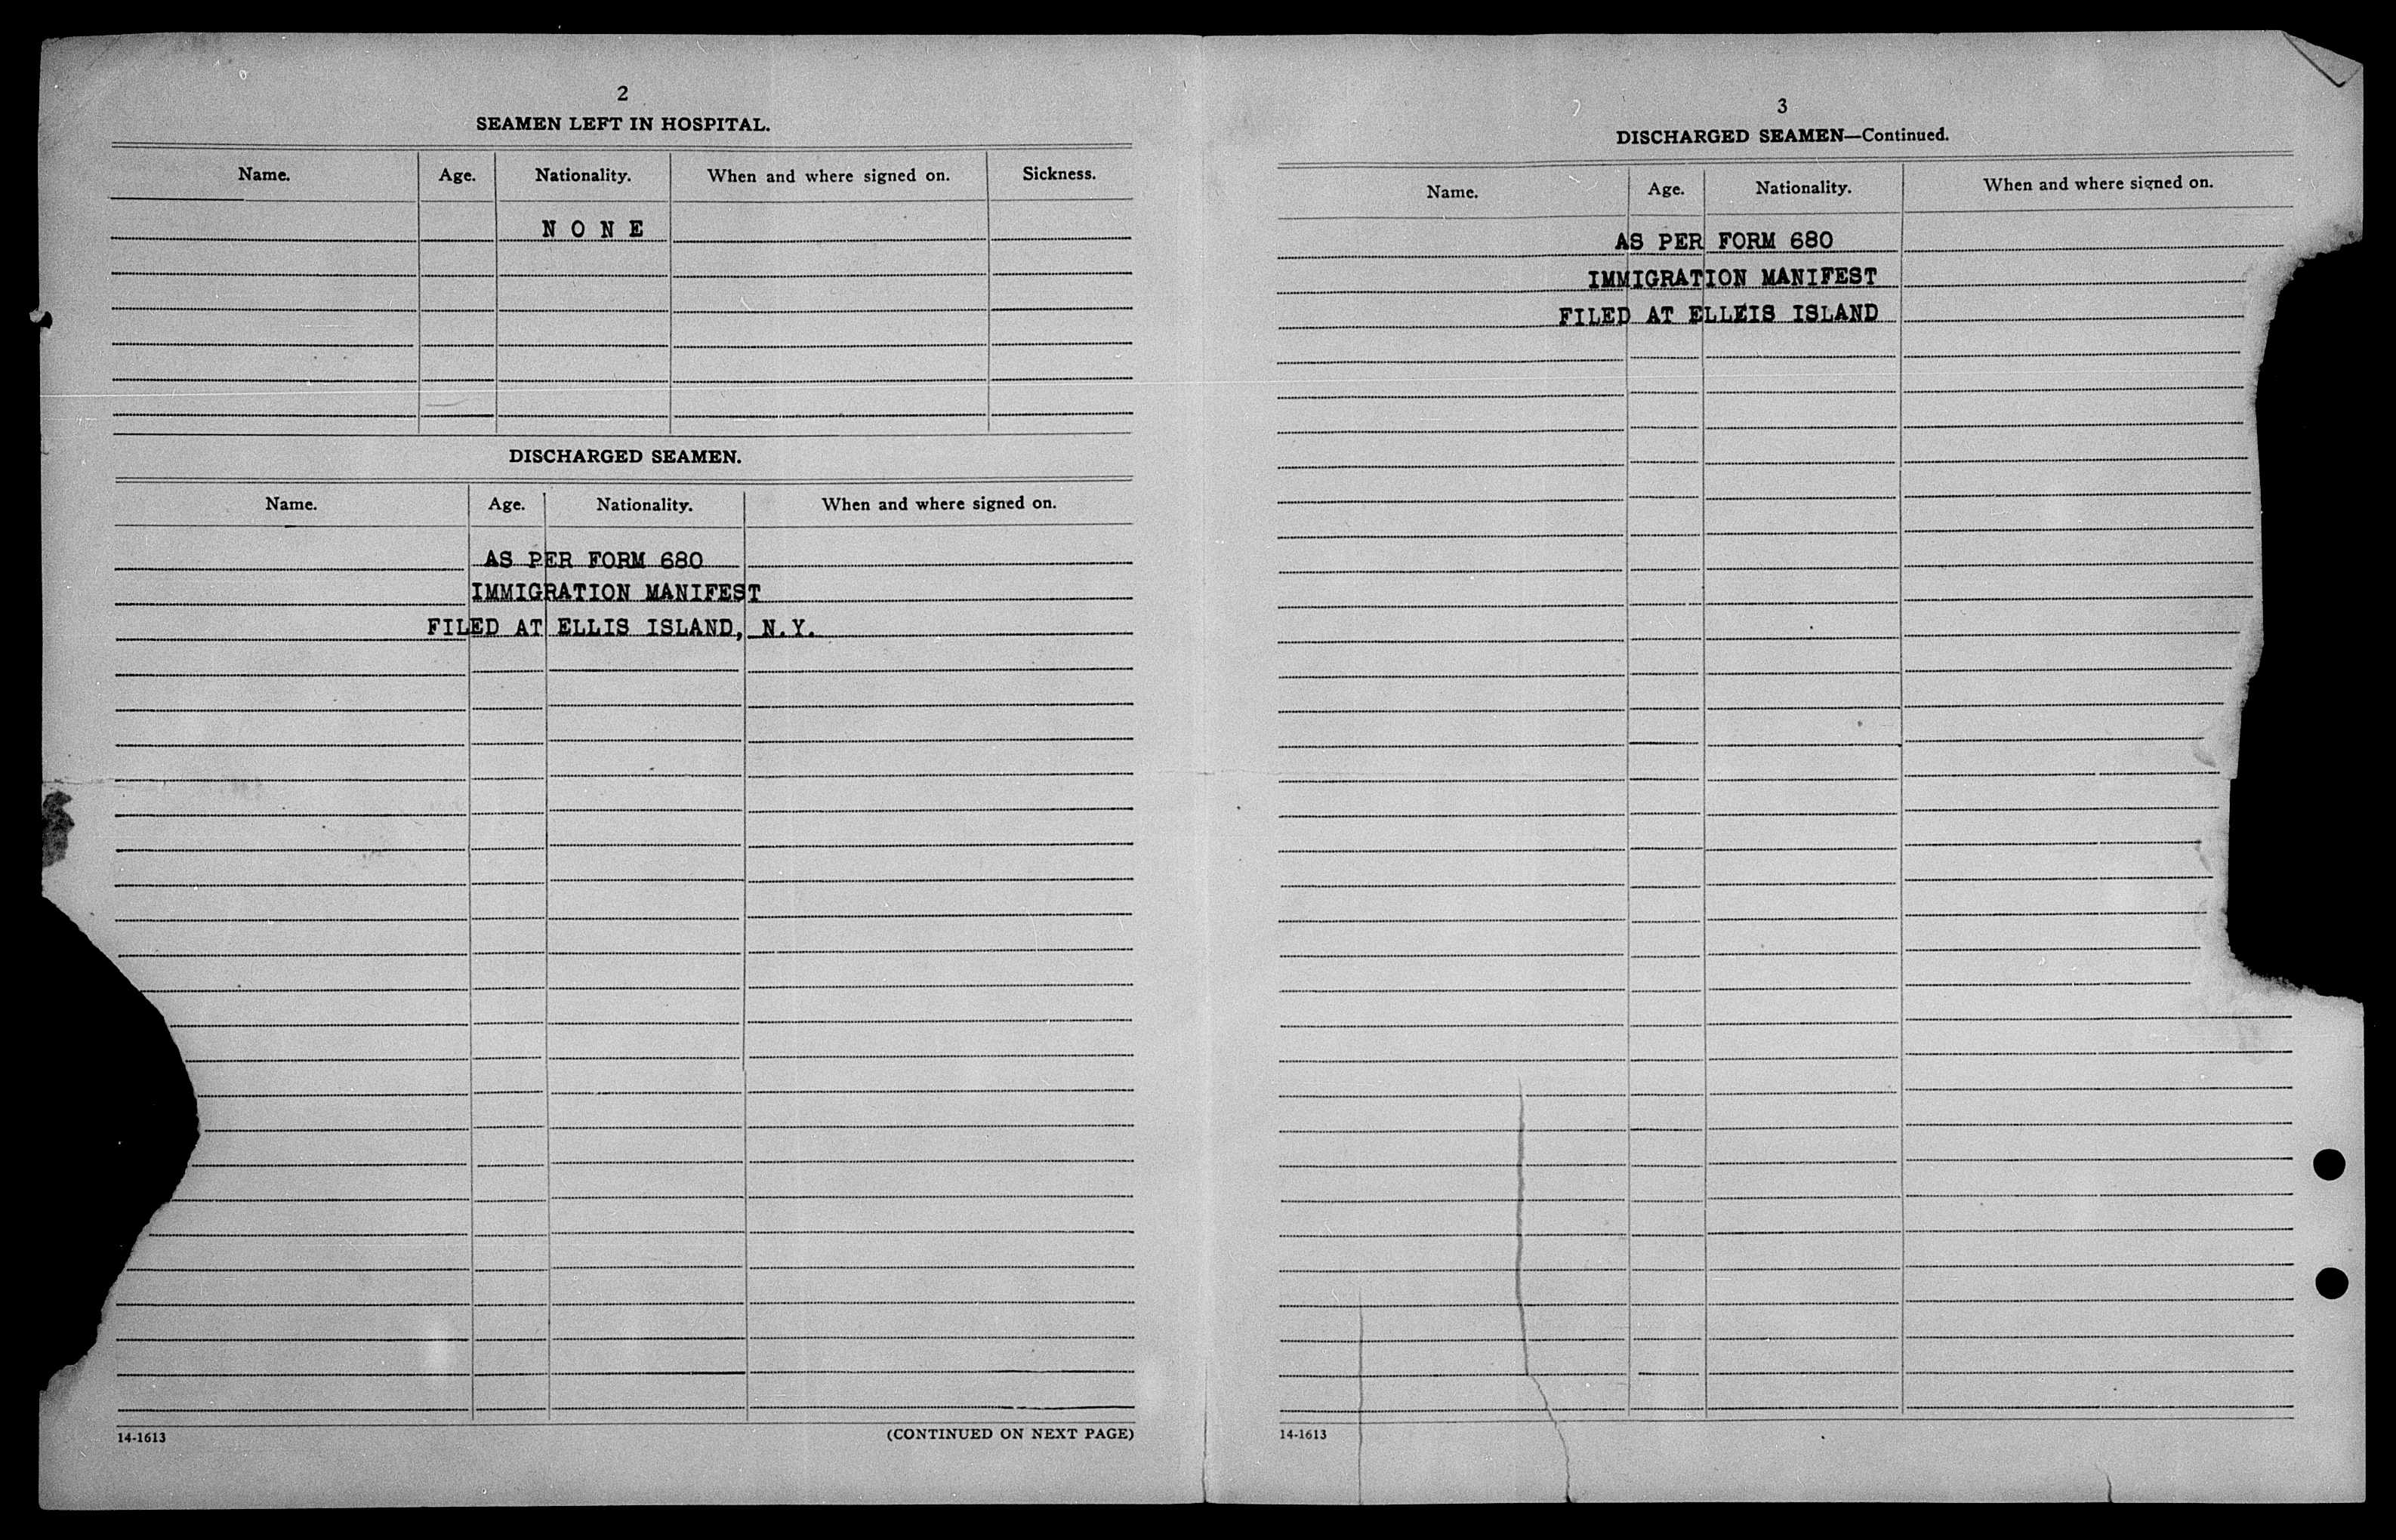 2
SEAMEN LEFT IN HOSPITAL.
Name. Age. Nationality. When and where signed on. Sickness.
N O N E
DISCHARGED SEAMEN.
Name. Age. Nationality. When and where signed on.
AS PER FORM 680
IMMIGRATION MANIFEST
FILED AT ELLIS ISLAND, N.Y.
14-1613 (CONTINUED ON NEXT PAGE)
3
DISCHARGED SEAMEN—Continued.
Name. Age. Nationality. When and where signed on.
AS PER FORM 680
IMMIGRATION MANIFEST
FILED AT ELLEIS ISLAND
14-1613